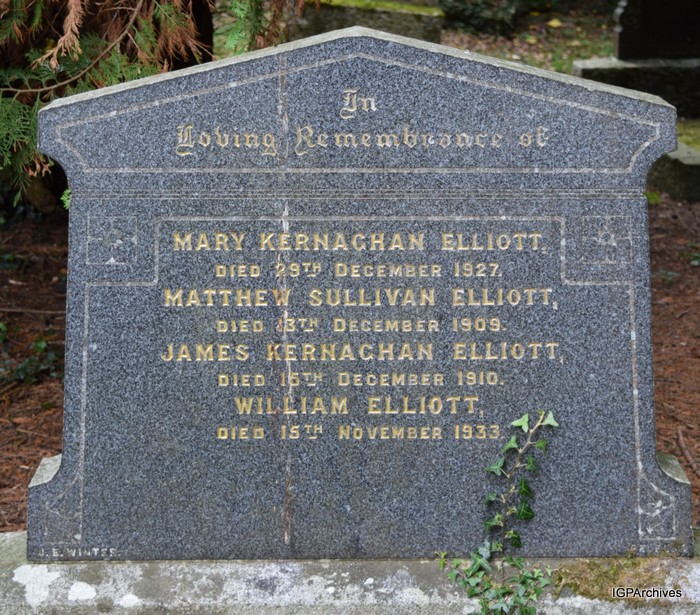 In
Loving Remembrance of
MARY KERNAGHAN ELLIOTT,
DIED 29TH DECEMBER 1927.
MATTHEW SULLIVAN ELLIOTT,
DIED 13TH DECEMBER 1909.
JAMES KERNAGHAN ELLIOTT,
DIED 15TH DECEMBER 1910.
WILLIAM ELLIOTT,
DIED 15TH NOVEMBER 1933.
J. E. WINTER.
IGPArchives